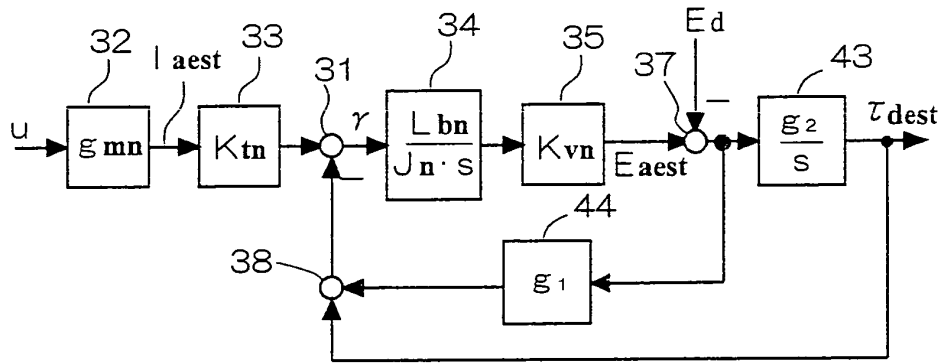 32
33
34
35
37
Ed
43
I aest
31
γ
−
τdest
u
gmn
Ktn
Lbn
Jn · s
Kvn
Eaest
g2
s
−
44
38
g1